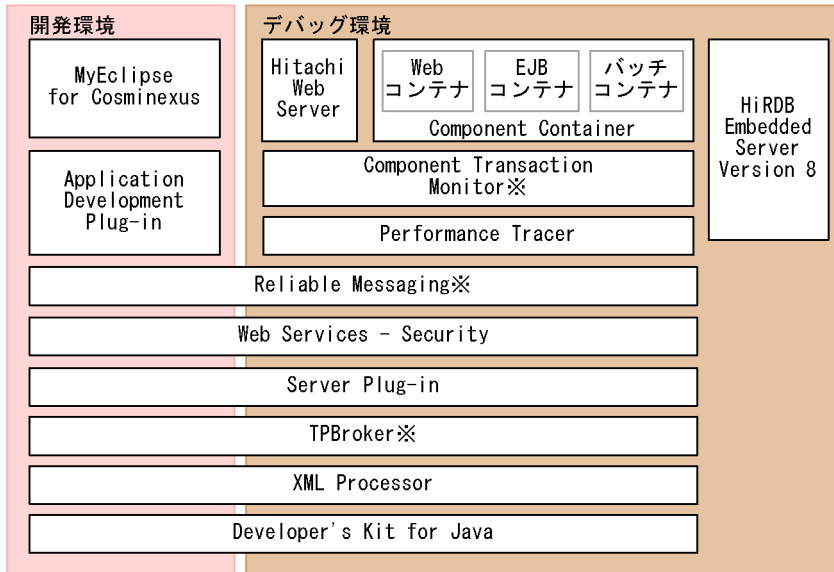 開発環境
デバッグ環境
MyEclipse
for Cosminexus
Application
Development
Plug-in
Hitachi
Web
Server
Web
コンテナ
EJB
コンテナ
バッチ
コンテナ
Component Container
HiRDB
Embedded
Server
Version 8
Component Transaction
Monitor※
Performance Tracer
Reliable Messaging※
Web Services - Security
Server Plug-in
TPBroker※
XML Processor
Developer's Kit for Java